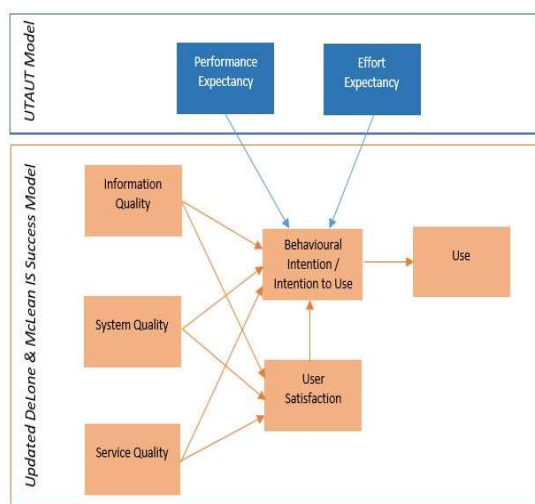 UTAUT Model
Performance
Expectancy
Effort
Expectancy
Updated DeLone & McLean IS Success Model
Information
Quality
Behavioural
Intention /
Intention to Use
Use
System Quality
User
Satisfaction
Service Quality